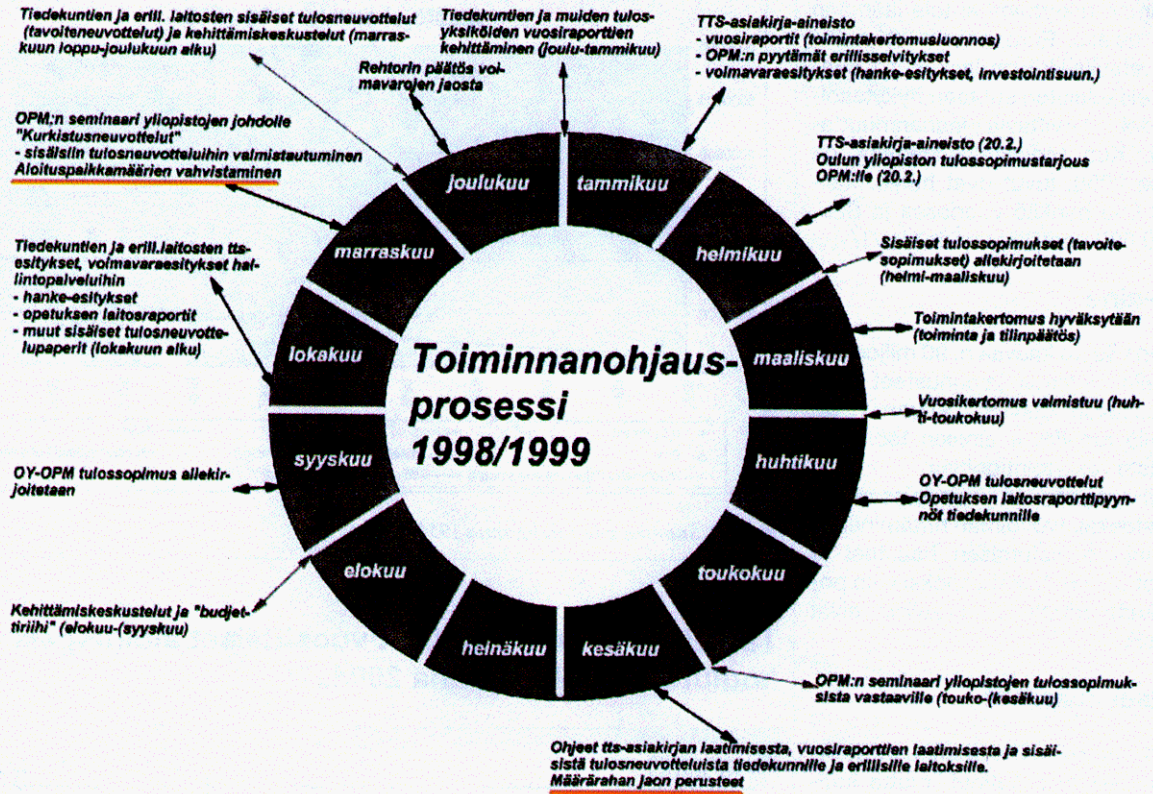 Tiedekuntien ja erill. laitosten sisäiset tulosneuvottelut
(tavoiteneuvottelut) ja kehittämiskeskustelut (marras-
kuun loppu-joulukuun alku)
Tiedekuntien ja muiden tulos-
yksiköiden vuosiraporttien
kehittäminen (joulu-tammikuu)
TTS-asiakirja-aineisto
- vuosiraportit (toimintakertomusluonnos)
- OPM:n pyytämät erillisselvitykset
- voimavaraesitykset (hanke-esitykset, investointisuun.)
Rehtorin päätös voi-
mavarojen jaosta
OPM:n seminaari yliopistojen johdolle
"Kurkistusneuvottelut"
- sisäisiin tulosneuvotteluihin valmistautuminen
Aloituspaikkamäärien vahvistaminen
TTS-asiakirja-aineisto (20.2.)
Oulun yliopiston tulossopimustarjous
OPM:lle (20.2.)
joulukuu
tammikuu
marraskuu
helmikuu
Tiedekuntien ja erill.laitosten tts-
esitykset, voimavaraesitykset hal-
lintopalveluihin
- hanke-esitykset
- opetuksen laitosraportit
- muut sisäiset tulosneuvotte-
lupaperit (lokakuun alku)
Sisäiset tulossopimukset (tavoite-
sopimukset) allekirjoitetaan
(helmi-maaliskuu)
Toimintakertomus hyväksytään
(toiminta ja tilinpäätös)
lokakuu
maaliskuu
Toiminnanohjaus-
prosessi
1998/1999
Vuosikertomus valmistuu (huh-
ti-toukokuu)
syyskuu
huhtikuu
OY-OPM tulossopimus allekir-
joitetaan
OY-OPM tulosneuvottelut
Opetuksen laitosraporttipyyn-
nöt tiedekunnille
elokuu
toukokuu
Kehittämiskeskustelut ja "budjet-
tiriihi" (elokuu-(syyskuu)
heinäkuu
kesäkuu
OPM:n seminaari yliopistojen tulossopimuk-
sista vastaaville (touko-(kesäkuu)
Ohjeet tts-asiakirjan laatimisesta, vuosiraporttien laatimisesta ja sisäi-
sistä tulosneuvotteluista tiedekunnille ja erillisille laitoksille.
Määrärahan jaon perusteet